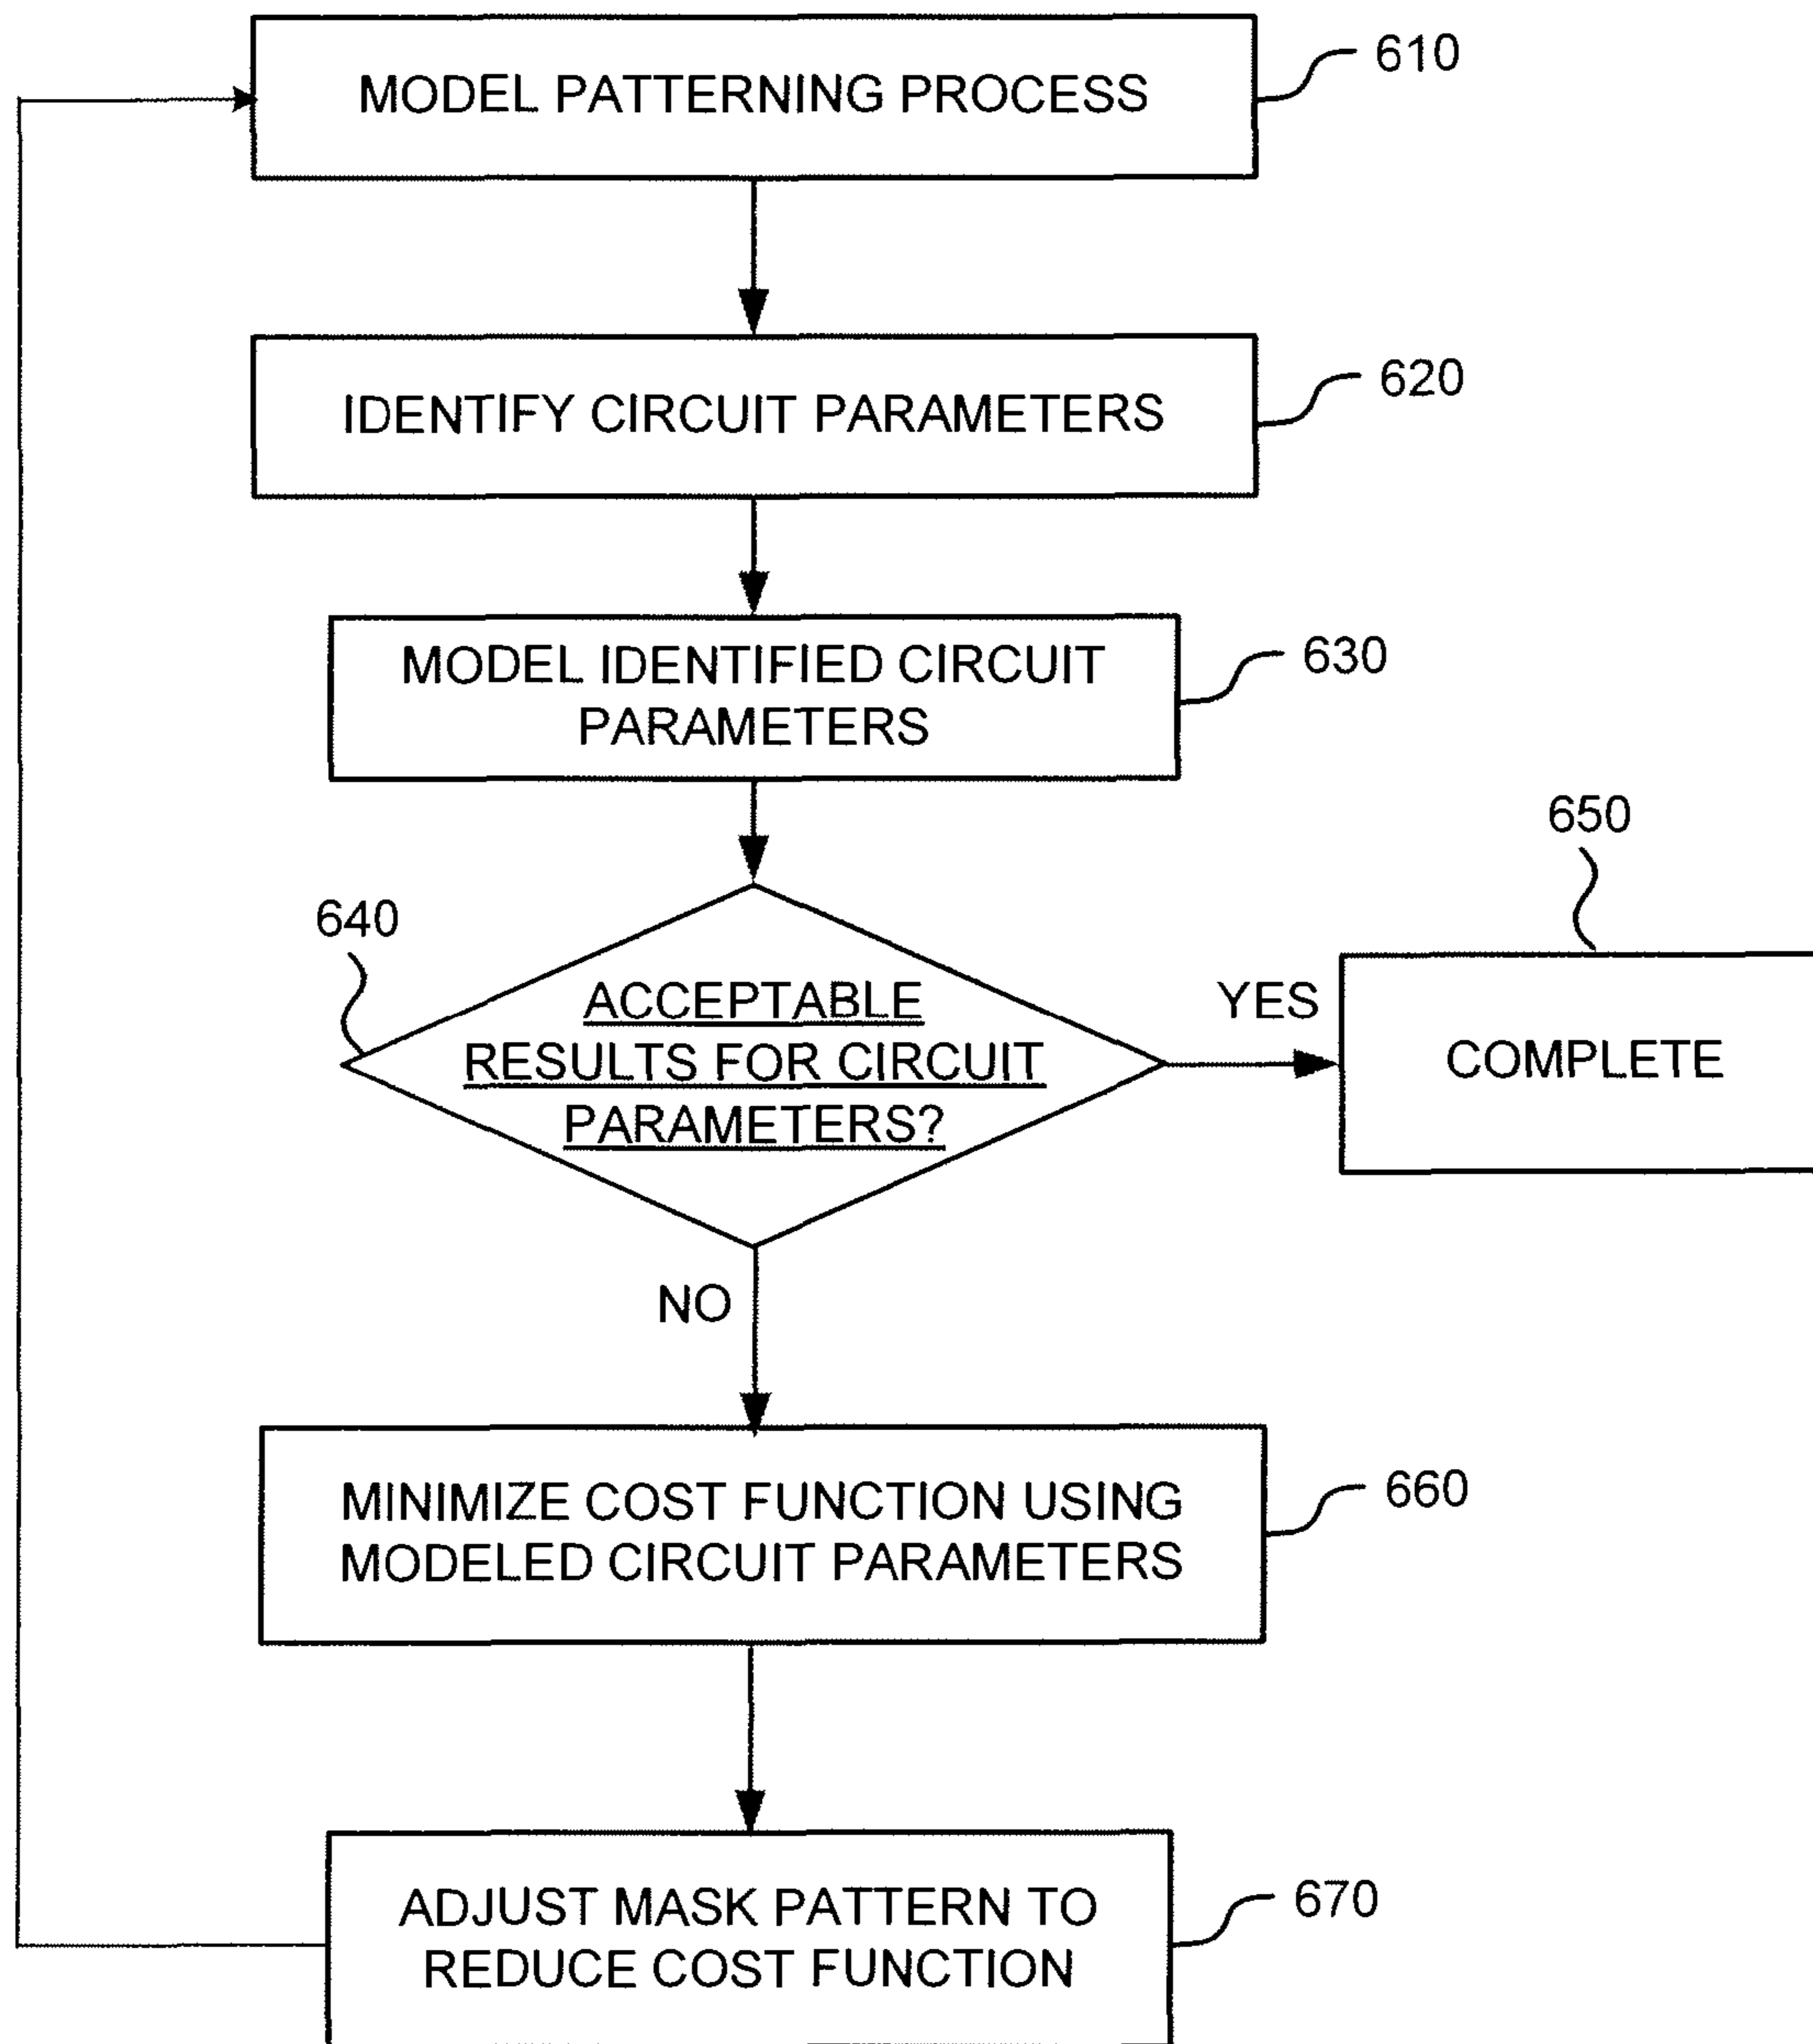 MODEL PATTERNING PROCESS
610
IDENTIFY CIRCUIT PARAMETERS
620
MODEL IDENTIFIED CIRCUIT
PARAMETERS
630
640
ACCEPTABLE
RESULTS FOR CIRCUIT
PARAMETERS?
YES
650
COMPLETE
NO
MINIMIZE COST FUNCTION USING
MODELED CIRCUIT PARAMETERS
660
ADJUST MASK PATTERN TO
REDUCE COST FUNCTION
670